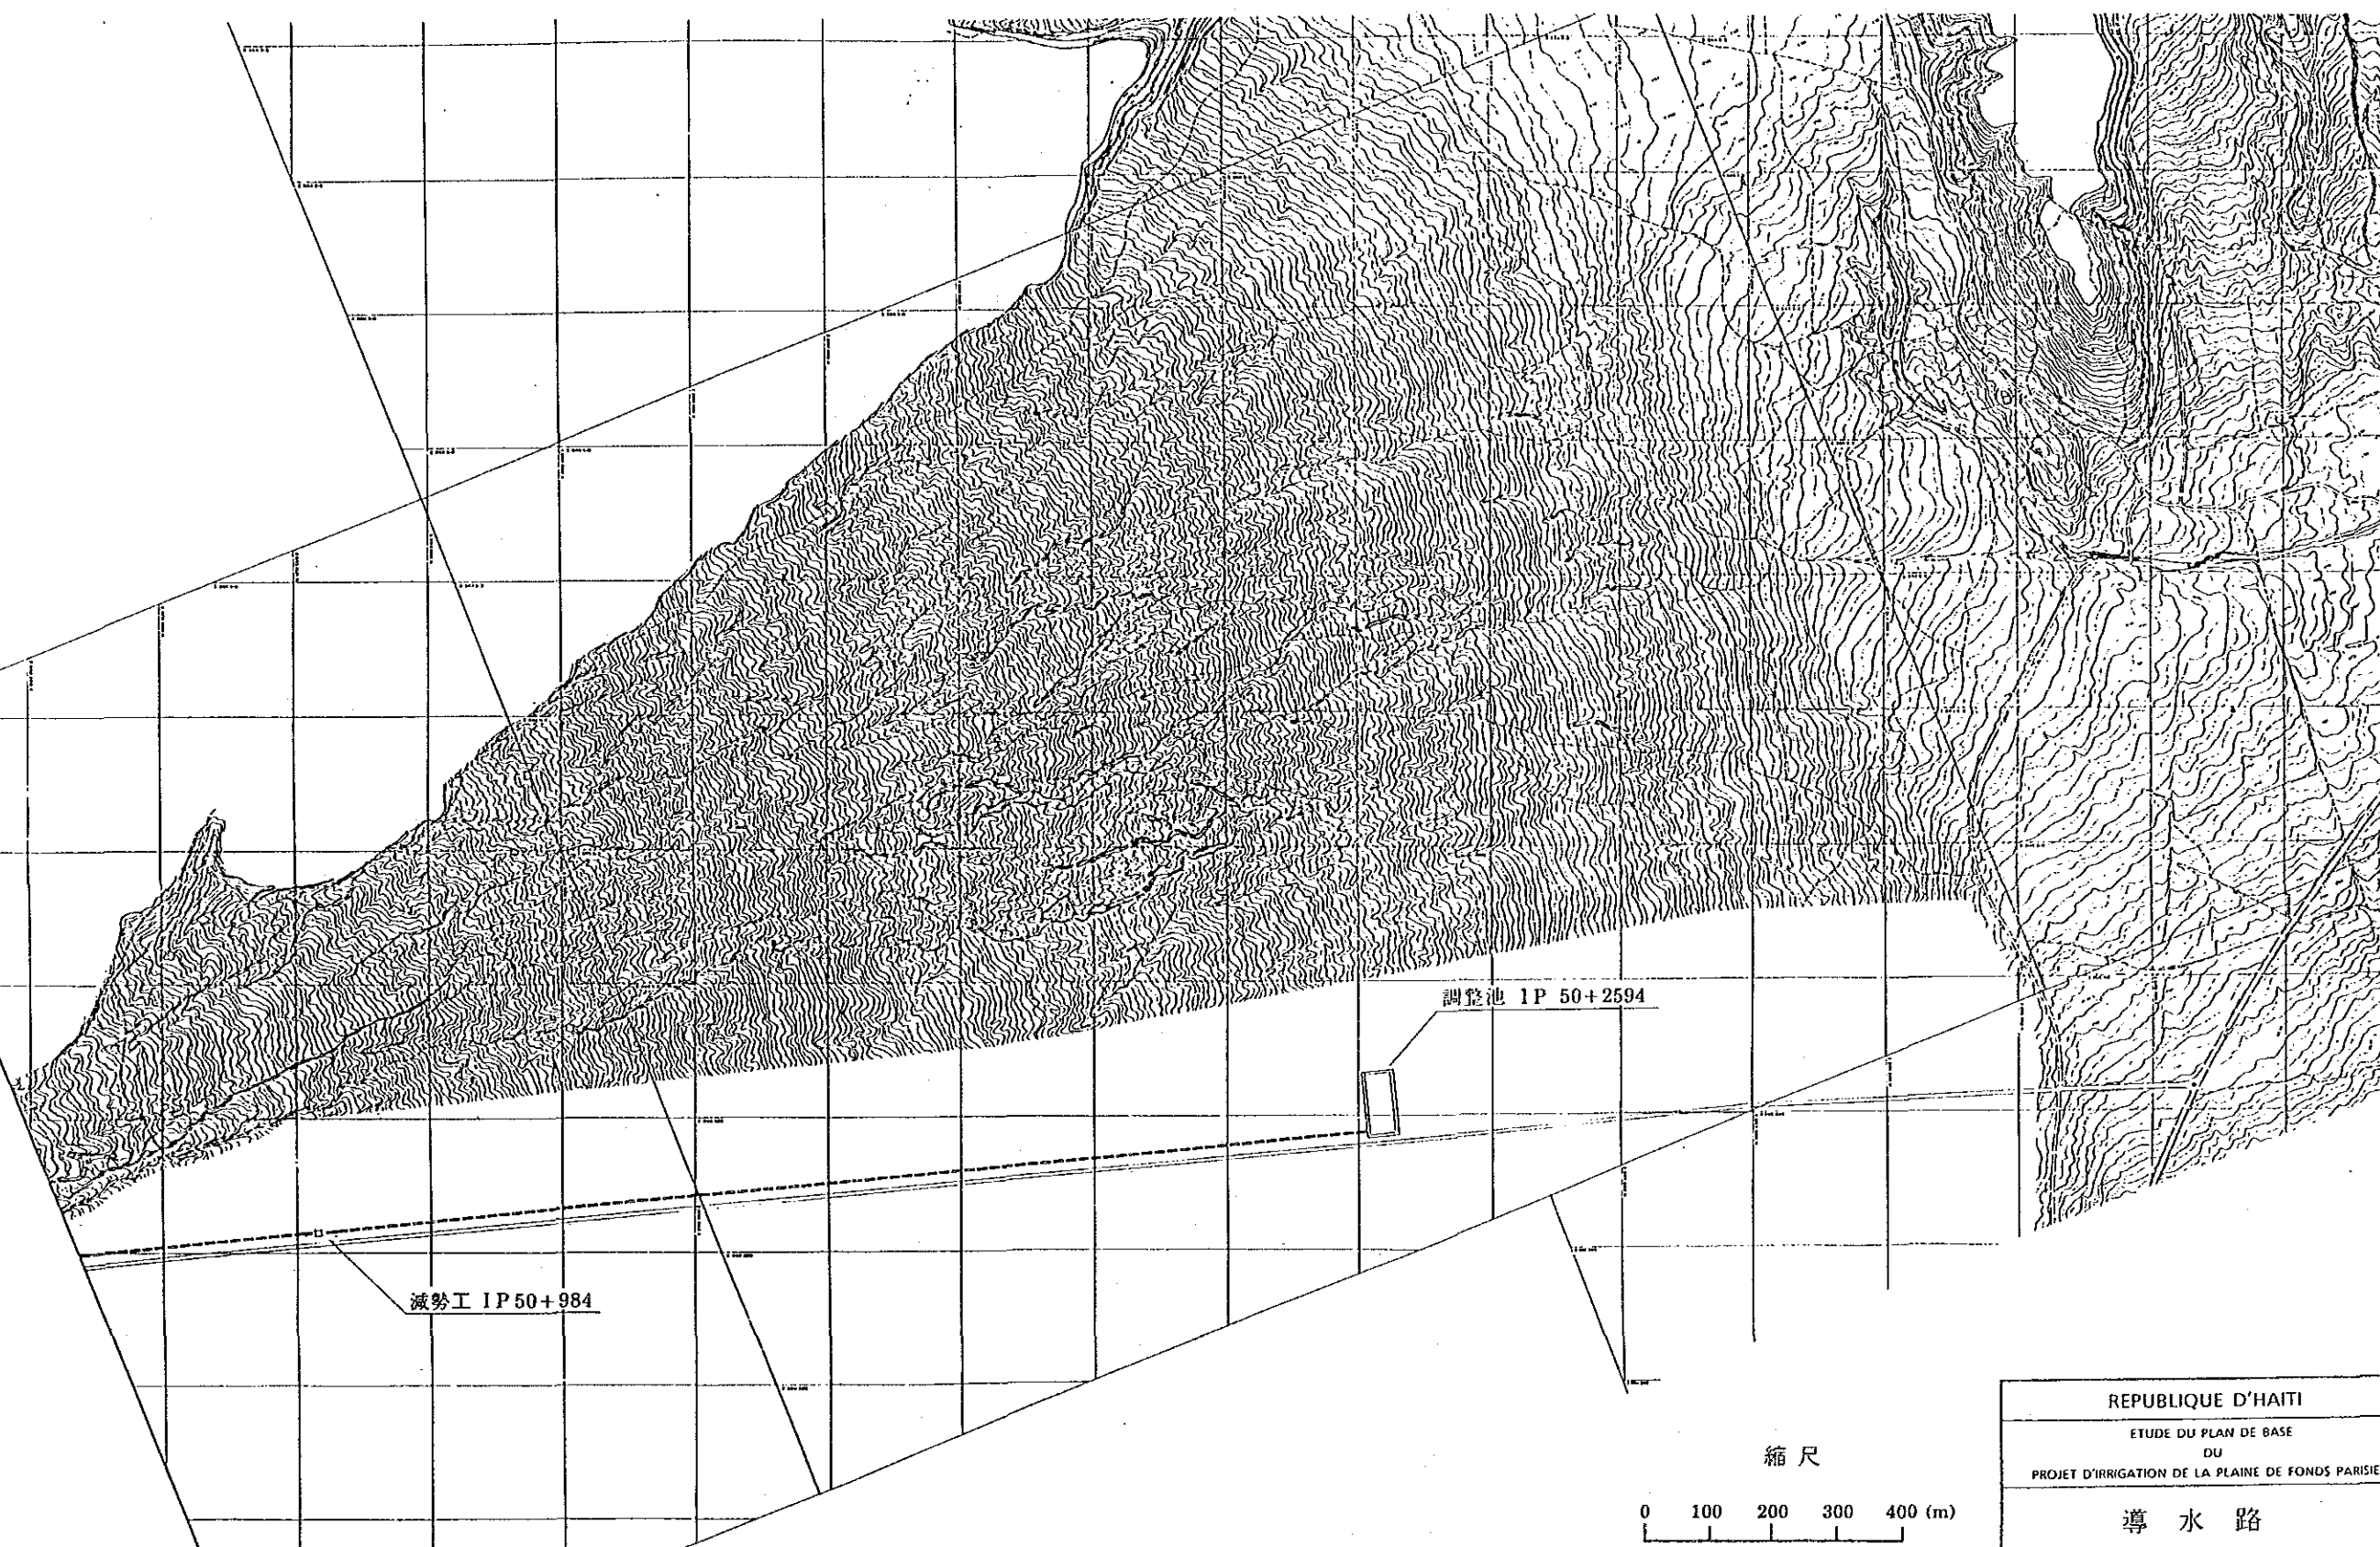 調整池 IP 50+2594
減勢工 IP 50+984
縮尺
0 100 200 300 400 (m)
REPUBLIQUE D'HAITI
ETUDE DU PLAN DE BASE
DU
PROJET D'IRRIGATION DE LA PLAINE DE FONDS PARISIE
導水路